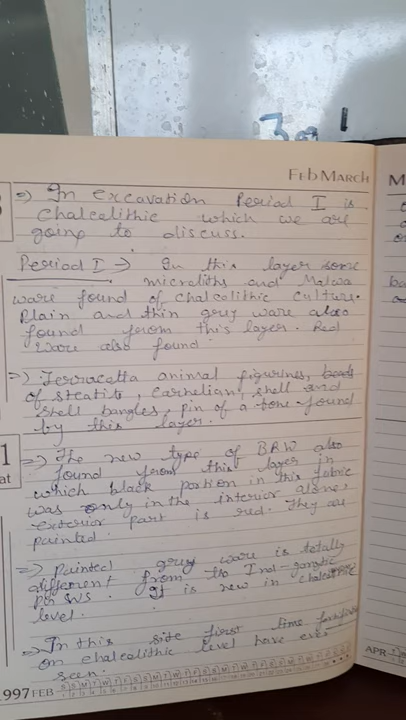 30
FEB MARCH
M
3
=> In excavation Period I is
Chalcolithic which we are
going to discuss.
Period I => In this layer some
microliths and Malwa
ware found of Chalcolithic Culture.
Plain and thin grey ware also
found from this layer. Red
ware also found.
=> Terracotta animal figurines, beads
of steatite, carnelian, shell and
shell bangles, pin of a bone found
by this layer.
1
at
=> The new type of BRW also
found from this layer in
which black portion in this fabric
was only in the interior alone,
exterior part is red. They are
painted.
=> painted grey ware is totally
different from the Ind-gangetic
PGWs. It is new in chalcolithic
level.
=> In this site first time
on chalcolithic level have ever
seen.
1997 FEB
APR